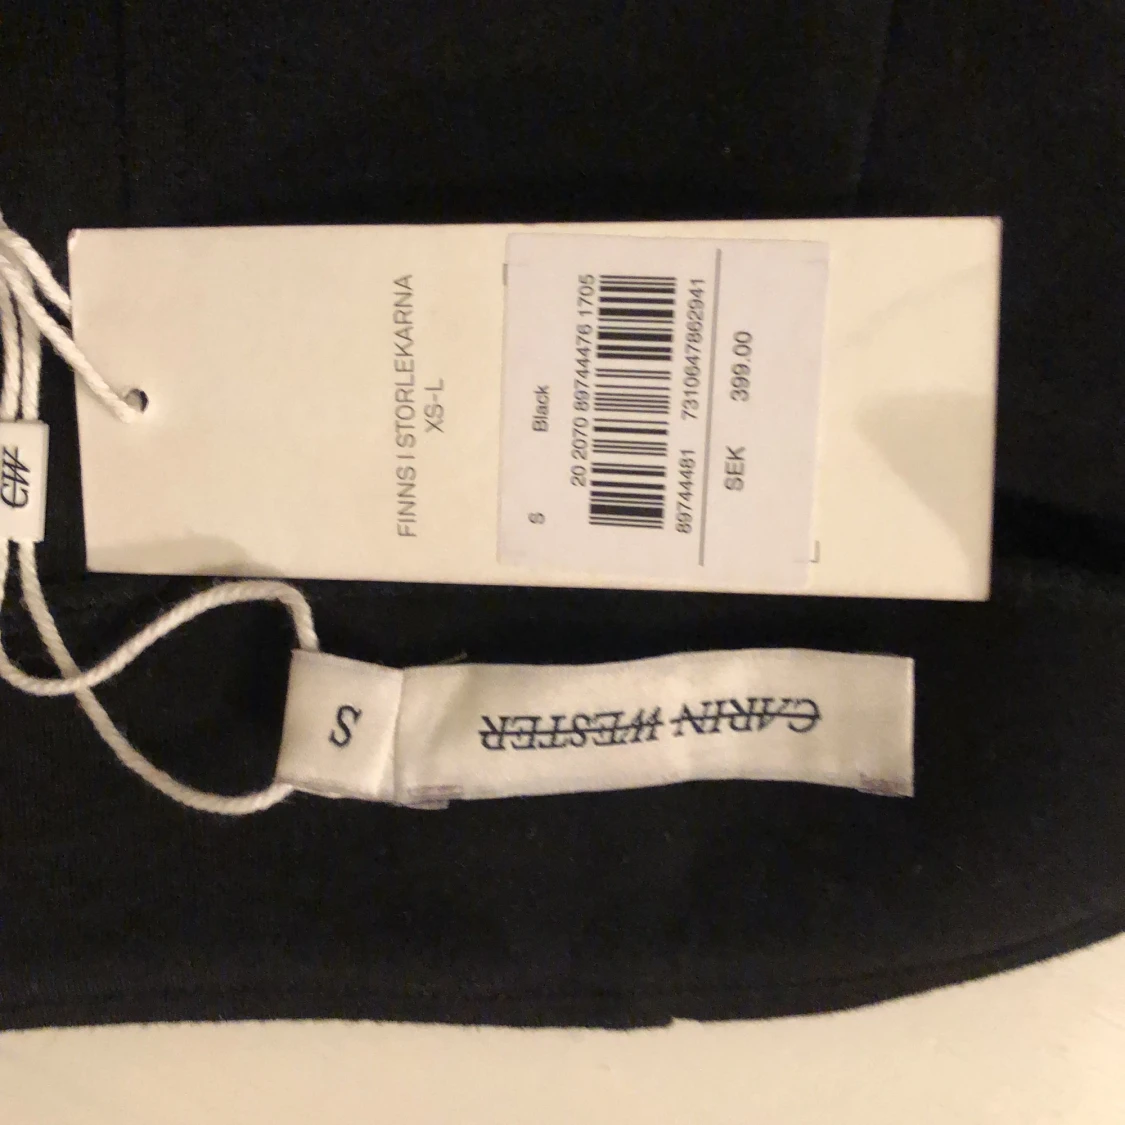 FINNS I STORLEKARNA
XS-L
S Black
20 2070 89744476 1705
89744481 7310647862941
SEK 399.00
CW
S
CARIN WESTER